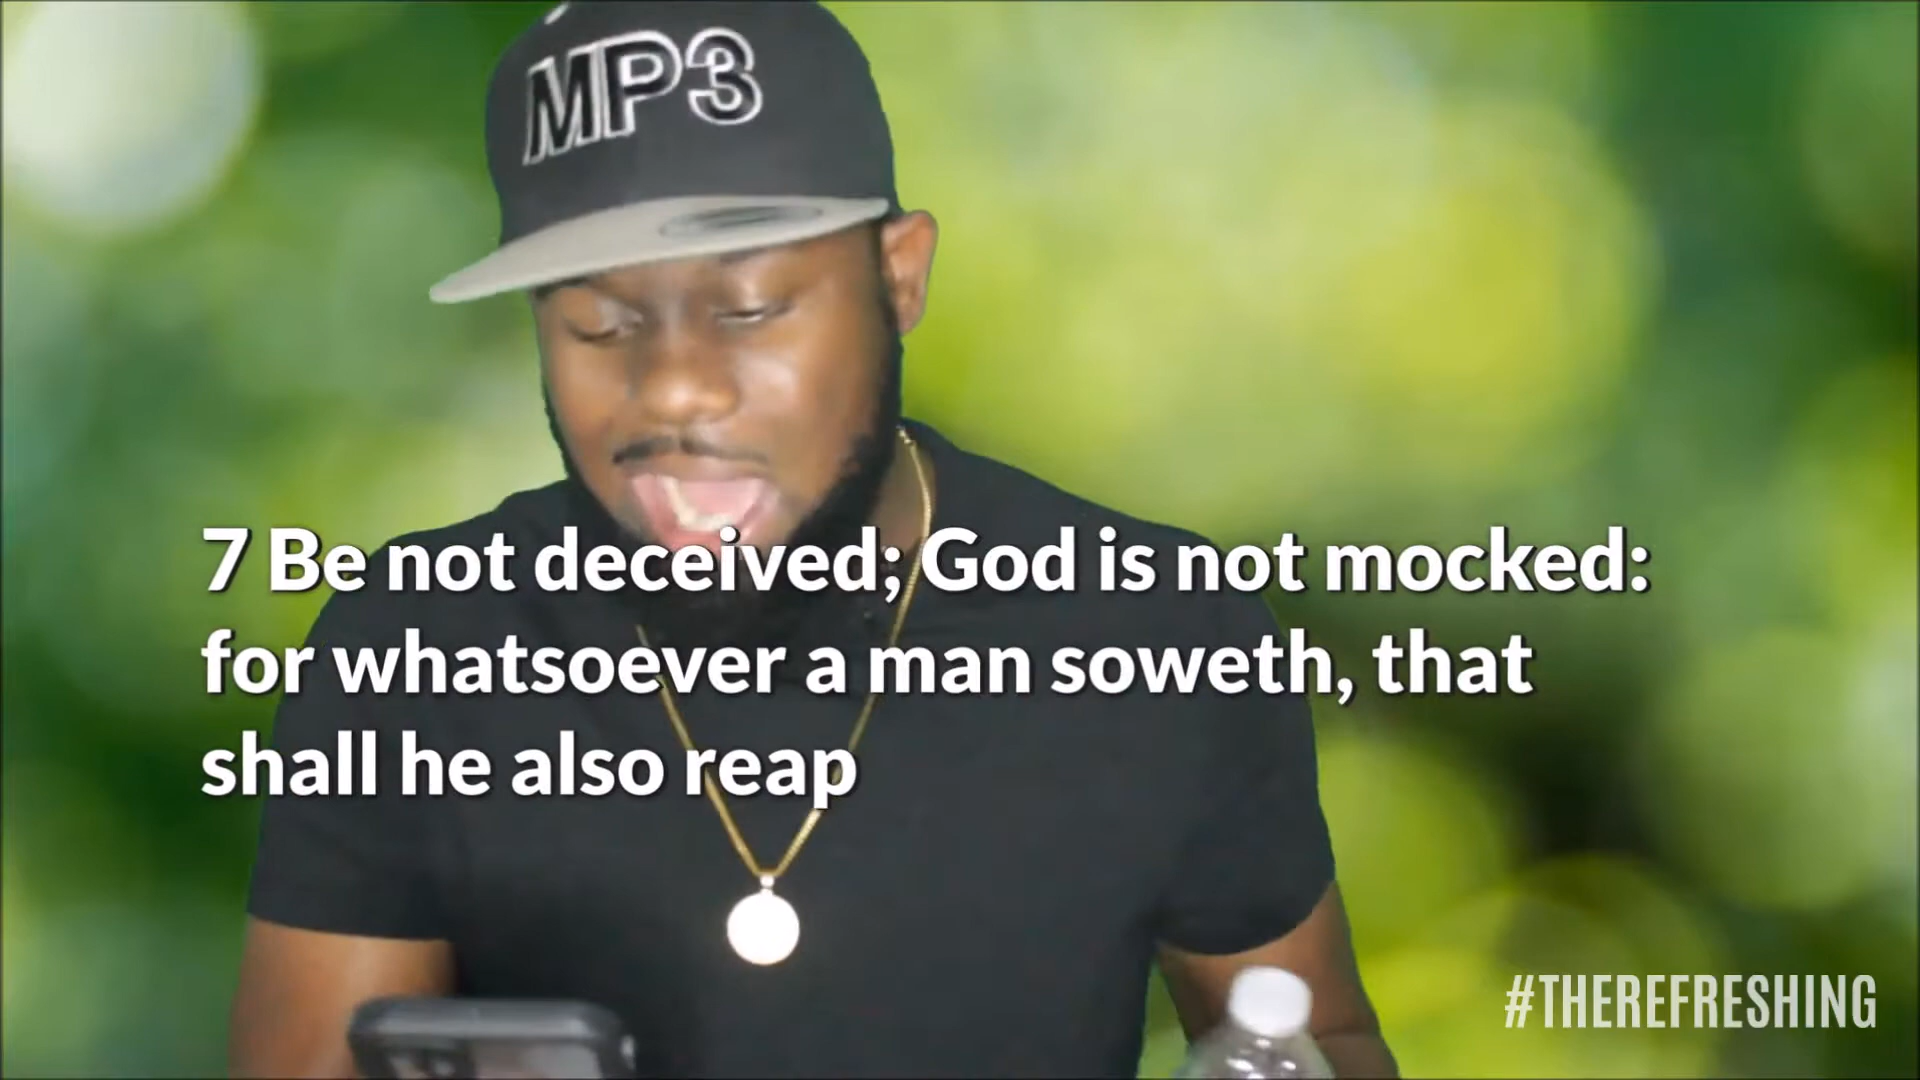 MP3
7 Be not deceived; God is not mocked:
for whatsoever a man soweth, that
shall he also reap
#THEREFRESHING